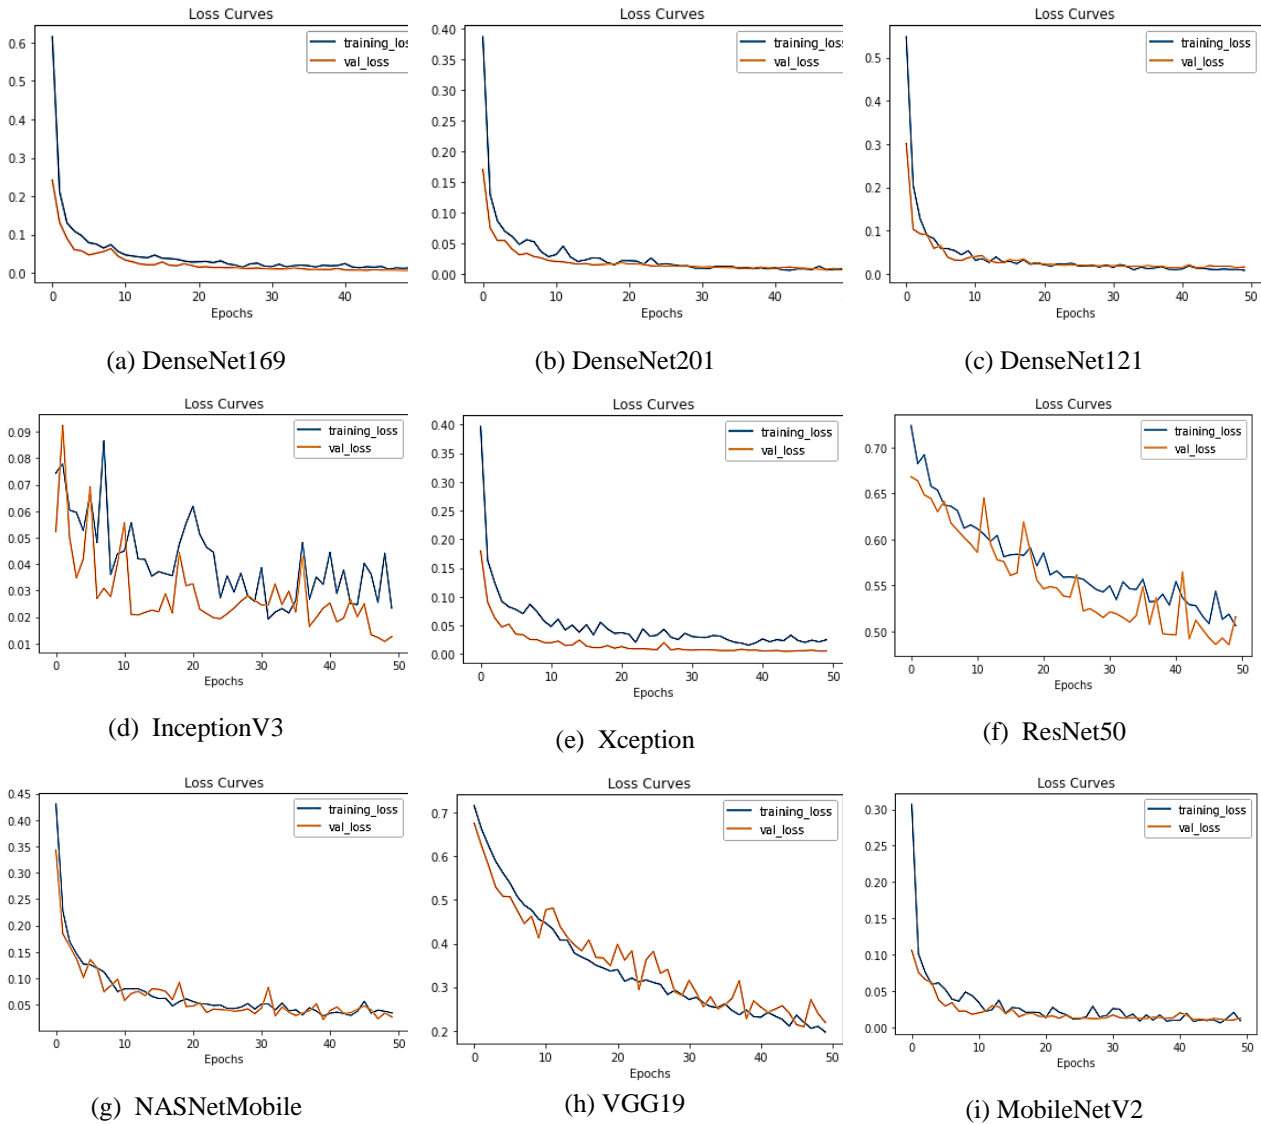 Loss Curves
0.6
0.5
0.4
0.3
0.2
0.1
0.0
0 10 20 30 40
Epochs
training_los
val_loss
(a) DenseNet169
Loss Curves
0.40
0.35
0.30
0.25
0.20
0.15
0.10
0.05
0.00
0 10 20 30 40
Epochs
training_loss
val_loss
(b) DenseNet201
Loss Curves
0.5
0.4
0.3
0.2
0.1
0.0
0 10 20 30 40 50
Epochs
training_loss
val_loss
(c) DenseNet121
Loss Curves
0.09
0.08
0.07
0.06
0.05
0.04
0.03
0.02
0.01
0 10 20 30 40 50
Epochs
training_loss
val_loss
(d) InceptionV3
Loss Curves
0.40
0.35
0.30
0.25
0.20
0.15
0.10
0.05
0.00
0 10 20 30 40 50
Epochs
training_loss
val_loss
(e) Xception
Loss Curves
0.70
0.65
0.60
0.55
0.50
0 10 20 30 40 50
Epochs
training_loss
val_loss
(f) ResNet50
Loss Curves
0.45
0.40
0.35
0.30
0.25
0.20
0.15
0.10
0.05
0 10 20 30 40 50
Epochs
training_loss
val_loss
(g) NASNetMobile
Loss Curves
0.7
0.6
0.5
0.4
0.3
0.2
0 10 20 30 40 50
Epochs
training_loss
val_loss
(h) VGG19
Loss Curves
0.30
0.25
0.20
0.15
0.10
0.05
0.00
0 10 20 30 40 50
Epochs
training_loss
val_loss
(i) MobileNetV2